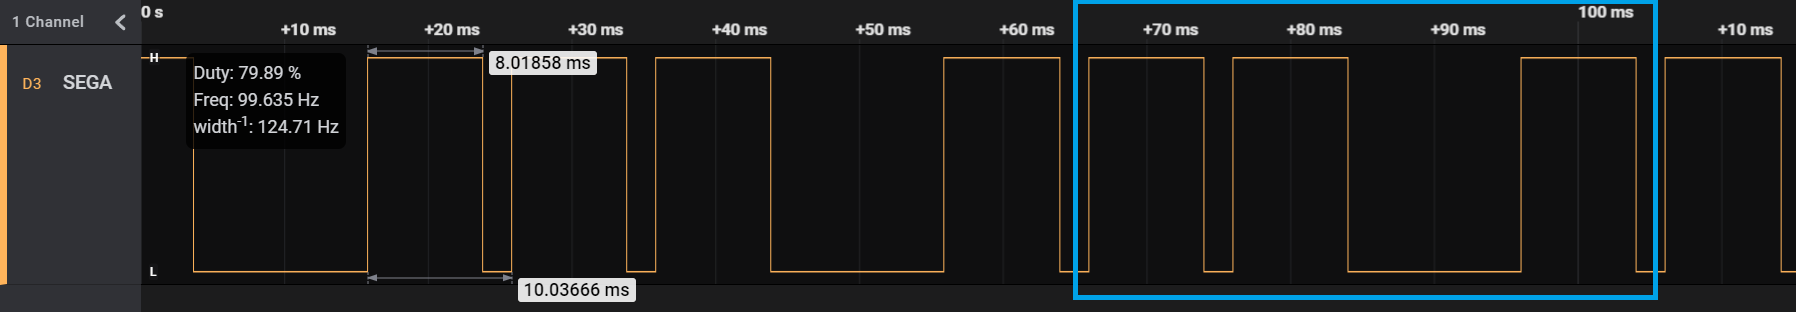 1 Channel
0 s
100 ms
+10 ms
+20 ms
+30 ms
+40 ms
+50 ms
+60 ms
+70 ms
+80 ms
+90 ms
+10 ms
D3 SEGA
H
L
Duty: 79.89 %
Freq: 99.635 Hz
width-1: 124.71 Hz
8.01858 ms
10.03666 ms